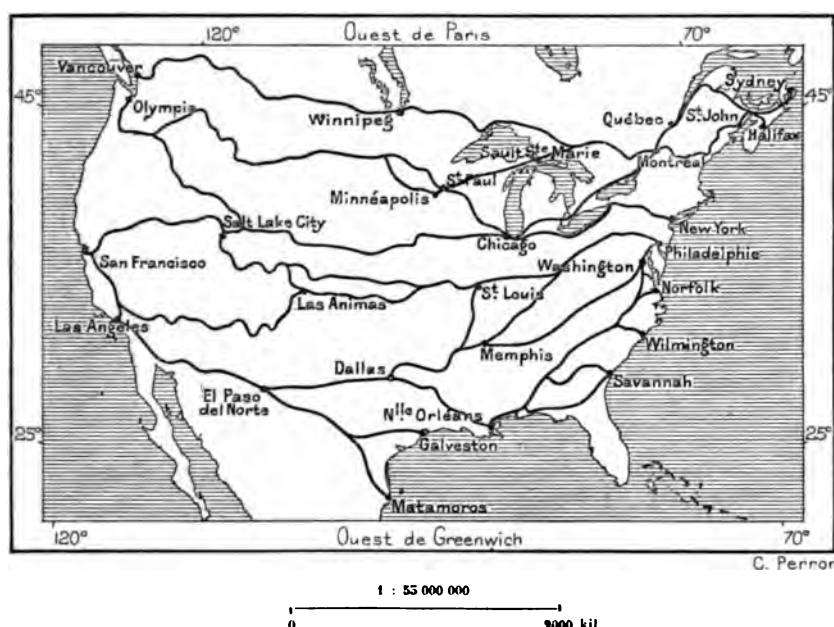 120° Ouest de Paris 70°
Vancouver
Sydney
45° 45°
Olympia
Winnipeg
Québec
St. John
Halifax
Sault Ste Marie
Montréal
St. Paul
Minnéapolis
Salt Lake City
New York
Chicago
Philadelphie
San Francisco
Washington
Las Animas
St. Louis
Norfolk
Los Angeles
Memphis
Wilmington
Dallas
Savannah
El Paso
del Norte
Nlle. Orléans
25° 25°
Galveston
Matamoros
120° Ouest de Greenwich 70°
C. Perron
1 : 55 000 000
0 2000 kil.